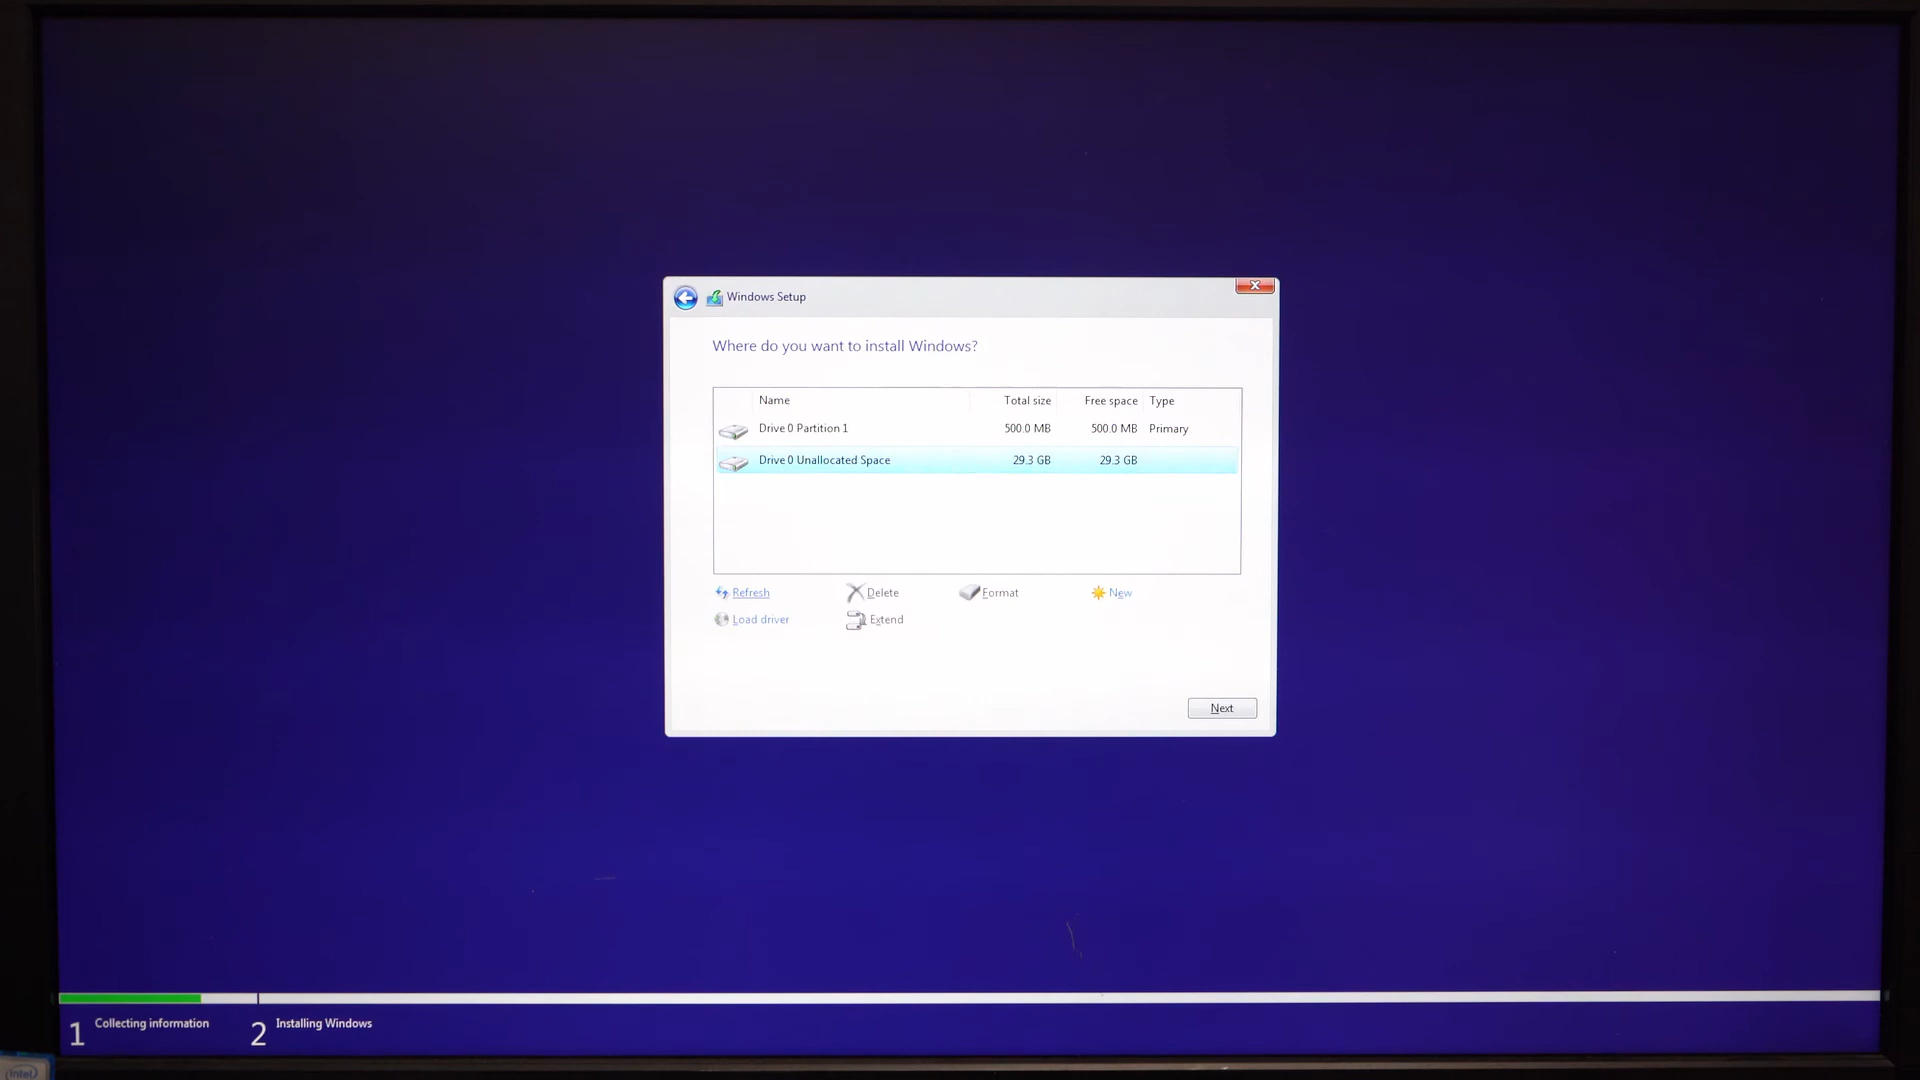 Windows Setup
Where do you want to install Windows?
Name Total size Free space Type
Drive 0 Partition 1 500.0 MB 500.0 MB Primary
Drive 0 Unallocated Space 29.3 GB 29.3 GB
Refresh Delete Format New
Load driver Extend
Next
1 Collecting information 2 Installing Windows
intel